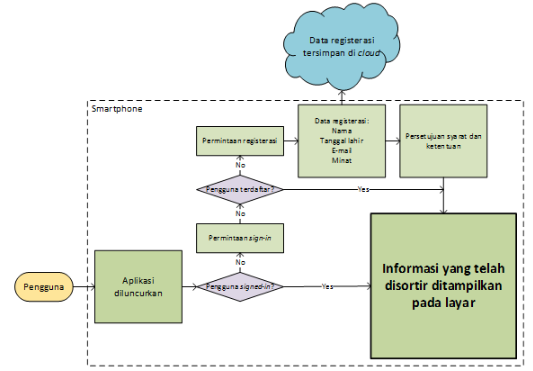 Data registerasi
tersimpan di cloud
Smartphone
Permintaan registerasi
Data registerasi:
Nama
Tanggal lahir
E-mail
Minat
Persetujuan syarat dan
ketentuan
No
Pengguna terdaftar?
Yes
No
Permintaan sign-in
No
Pengguna
Aplikasi
diluncurkan
Pengguna signed-in?
Yes
Informasi yang telah
disortir ditampilkan
pada layar